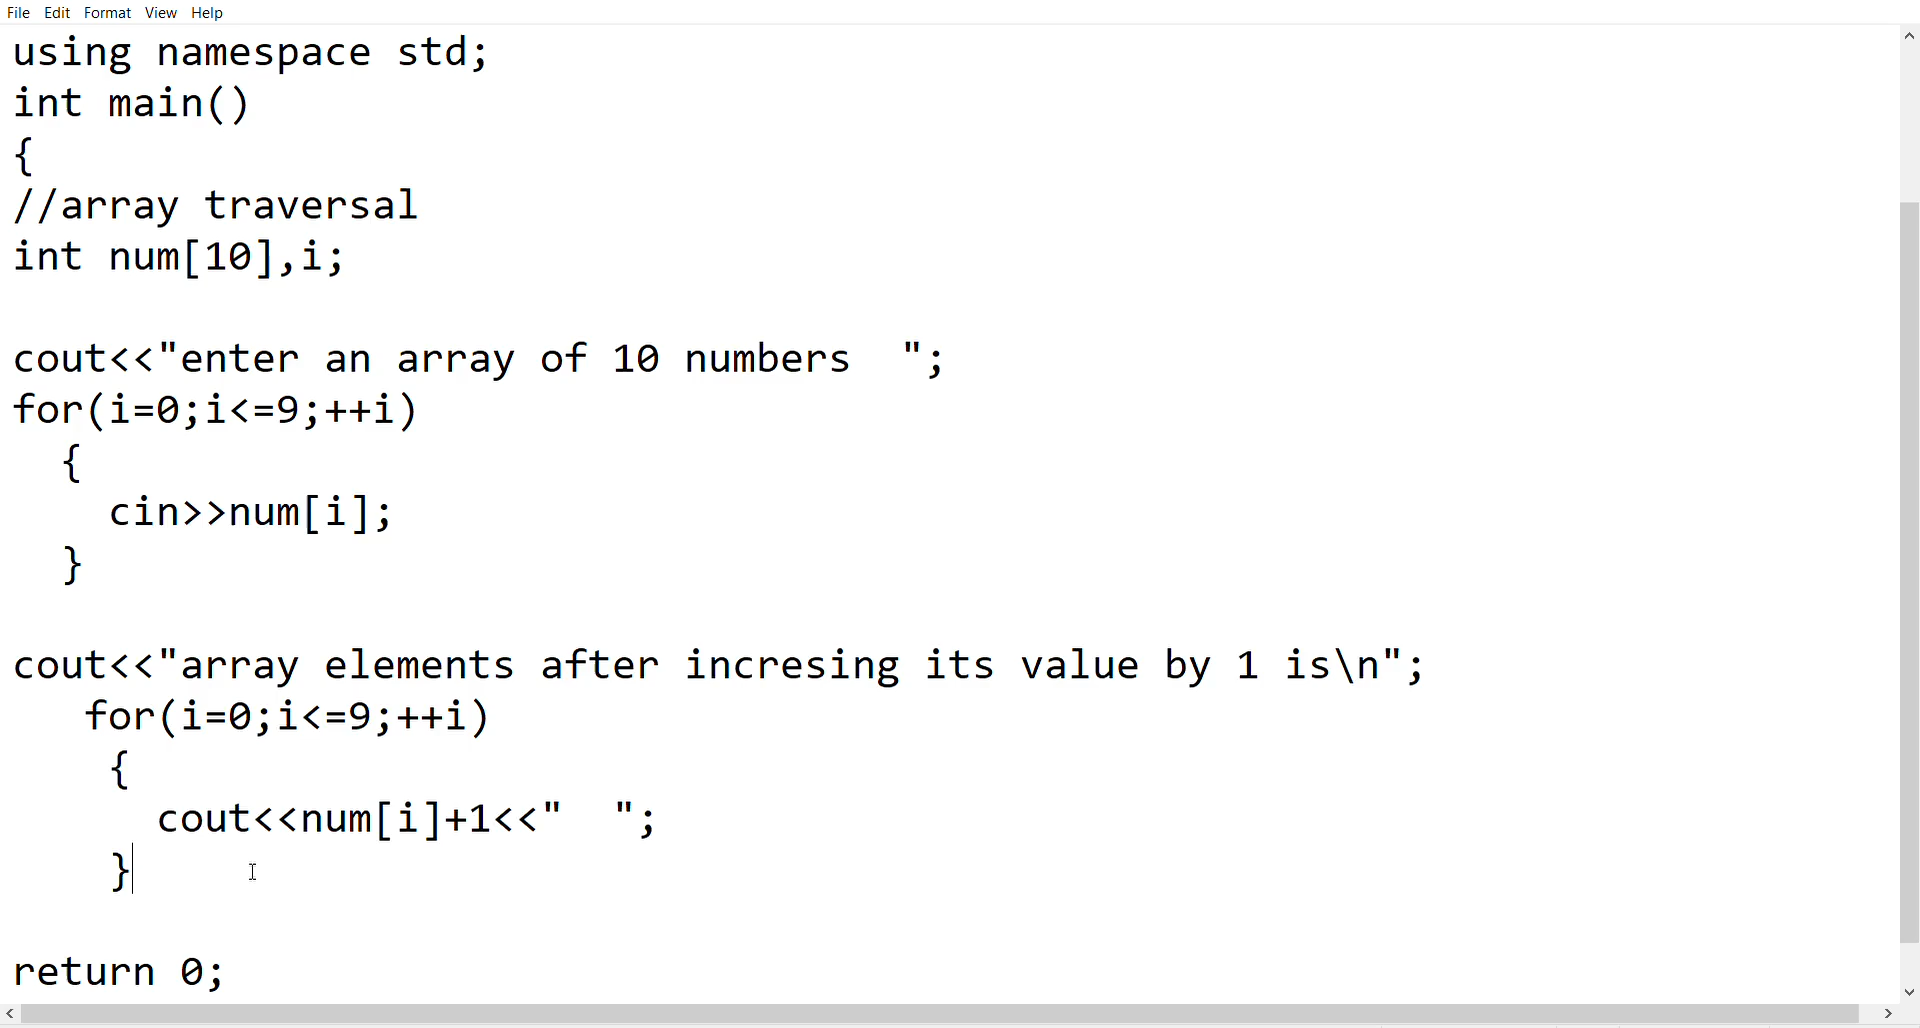 File Edit Format View Help
using namespace std;
int main()
{
//array traversal
int num[10],i;
cout<<"enter an array of 10 numbers  ";
for(i=0;i<=9;++i)
  {
    cin>>num[i];
  }
cout<<"array elements after incresing its value by 1 is\n";
   for(i=0;i<=9;++i)
    {
      cout<<num[i]+1<<"  ";
    }
return 0;